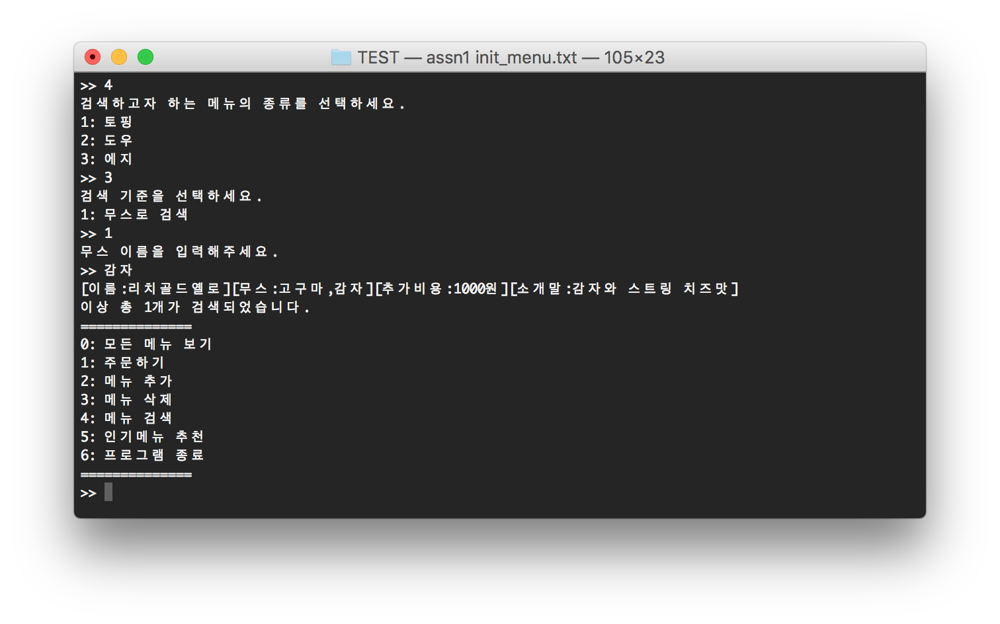 TEST — assn1 init_menu.txt — 105×23
>> 4
검색하고자 하는 메뉴의 종류를 선택하세요.
1: 토핑
2: 도우
3: 에지
>> 3
검색 기준을 선택하세요.
1: 무스로 검색
>> 1
무스 이름을 입력해주세요.
>> 감자
[이름:리치골드옐로][무스:고구마,감자][추가비용:1000원][소개말:감자와 스트링 치즈맛]
이상 총 1개가 검색되었습니다.
==============
0: 모든 메뉴 보기
1: 주문하기
2: 메뉴 추가
3: 메뉴 삭제
4: 메뉴 검색
5: 인기메뉴 추천
6: 프로그램 종료
==============
>>